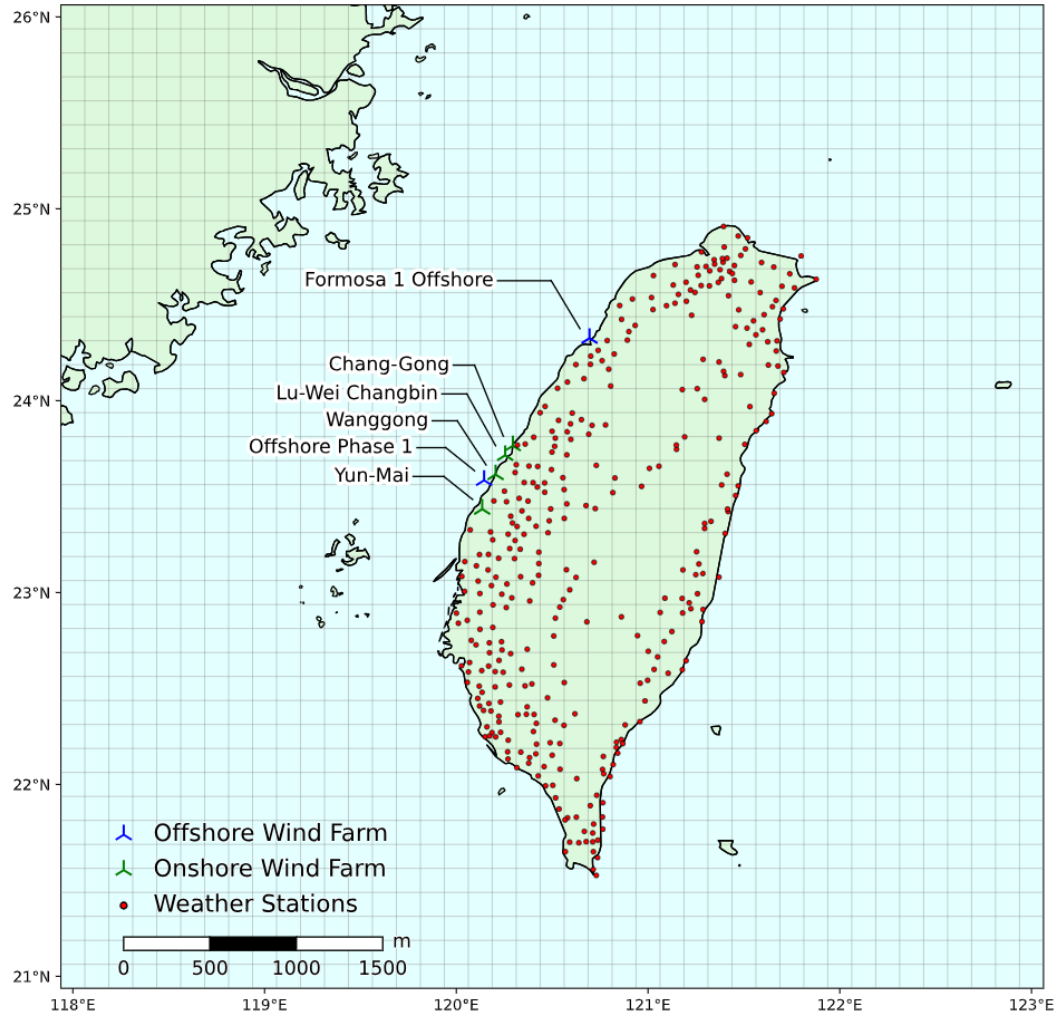 26°N
25°N
24°N
23°N
22°N
21°N
Formosa 1 Offshore
Chang-Gong
Lu-Wei Changbin
Wanggong
Offshore Phase 1
Yun-Mai
Offshore Wind Farm
Onshore Wind Farm
Weather Stations
m
0 500 1000 1500
118°E 119°E 120°E 121°E 122°E 123°E